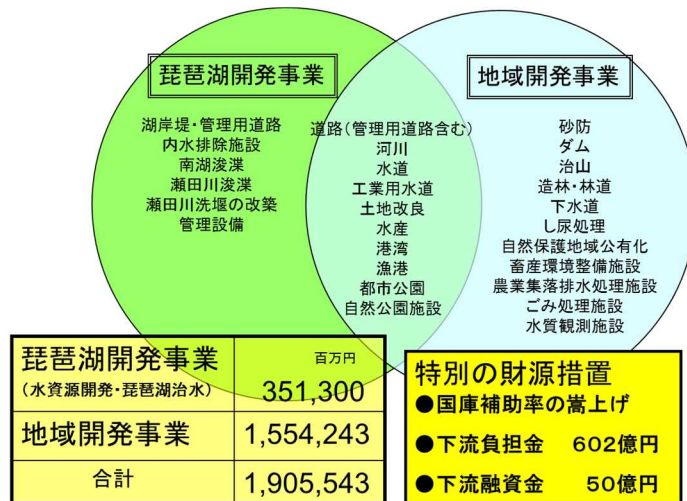 琵琶湖開発事業
湖岸堤・管理用道路
内水排除施設
南湖浚渫
瀬田川浚渫
瀬田川洗堰の改築
管理設備
道路(管理用道路含む)
河川
水道
工業用水道
土地改良
水産
港湾
漁港
都市公園
自然公園施設
地域開発事業
砂防
ダム
治山
造林・林道
下水道
し尿処理
自然保護地域公有化
畜産環境整備施設
農業集落排水処理施設
ごみ処理施設
水質観測施設
琵琶湖開発事業 百万円
(水資源開発・琵琶湖治水) 351,300
地域開発事業 1,554,243
合計 1,905,543
特別の財源措置
●国庫補助率の嵩上げ
●下流負担金 602億円
●下流融資金 50億円